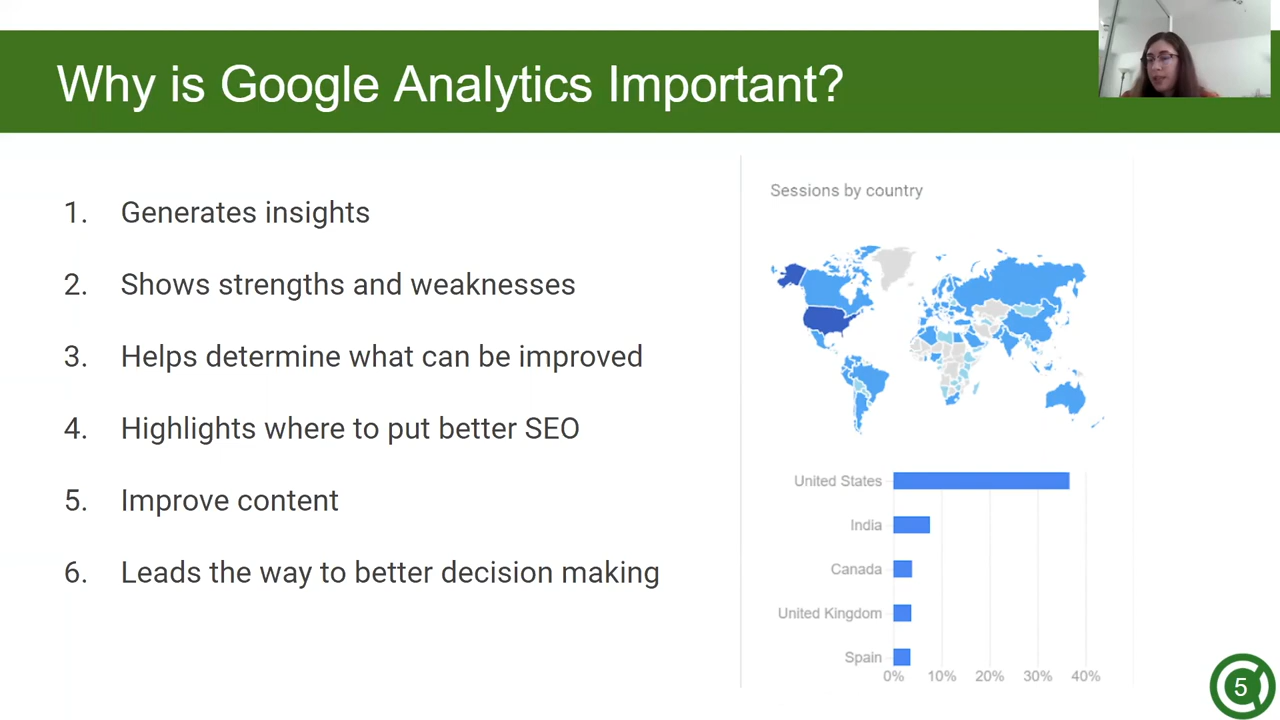 Why is Google Analytics Important?
1. Generates insights
2. Shows strengths and weaknesses
3. Helps determine what can be improved
4. Highlights where to put better SEO
5. Improve content
6. Leads the way to better decision making
Sessions by country
United States
India
Canada
United Kingdom
Spain
0% 10% 20% 30% 40%
5